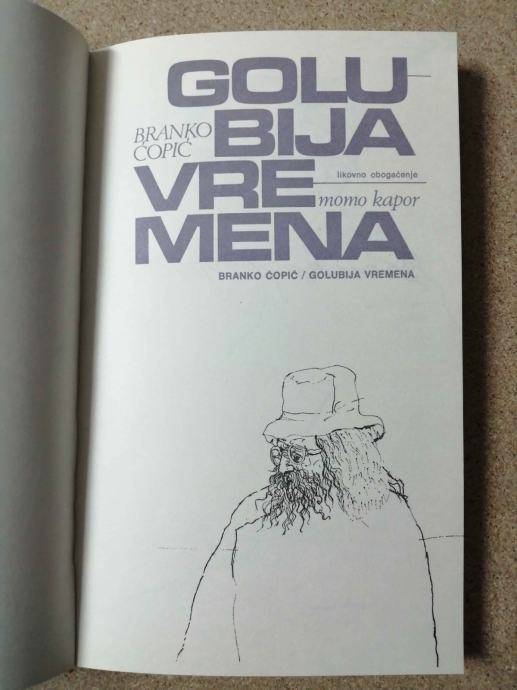 GOLU
BRANKO
ĆOPIĆ
BIJA
likovno obogaćenje
VRE
momo kapor
MENA
BRANKO ĆOPIĆ / GOLUBIJA VREMENA